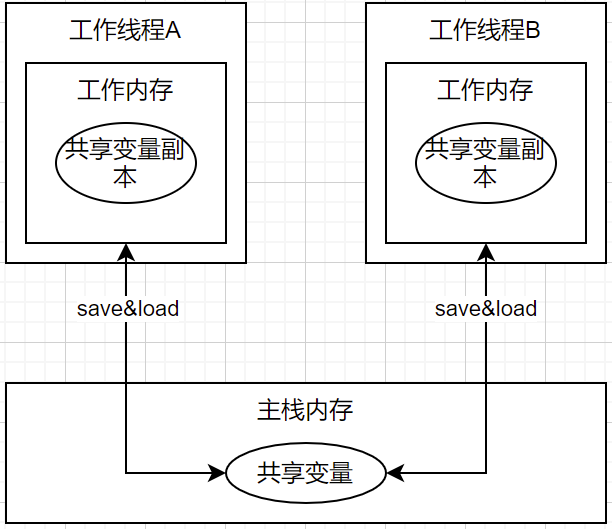 工作线程A
工作线程B
工作内存
工作内存
共享变量副
本
共享变量副
本
save&load
save&load
主栈内存
共享变量